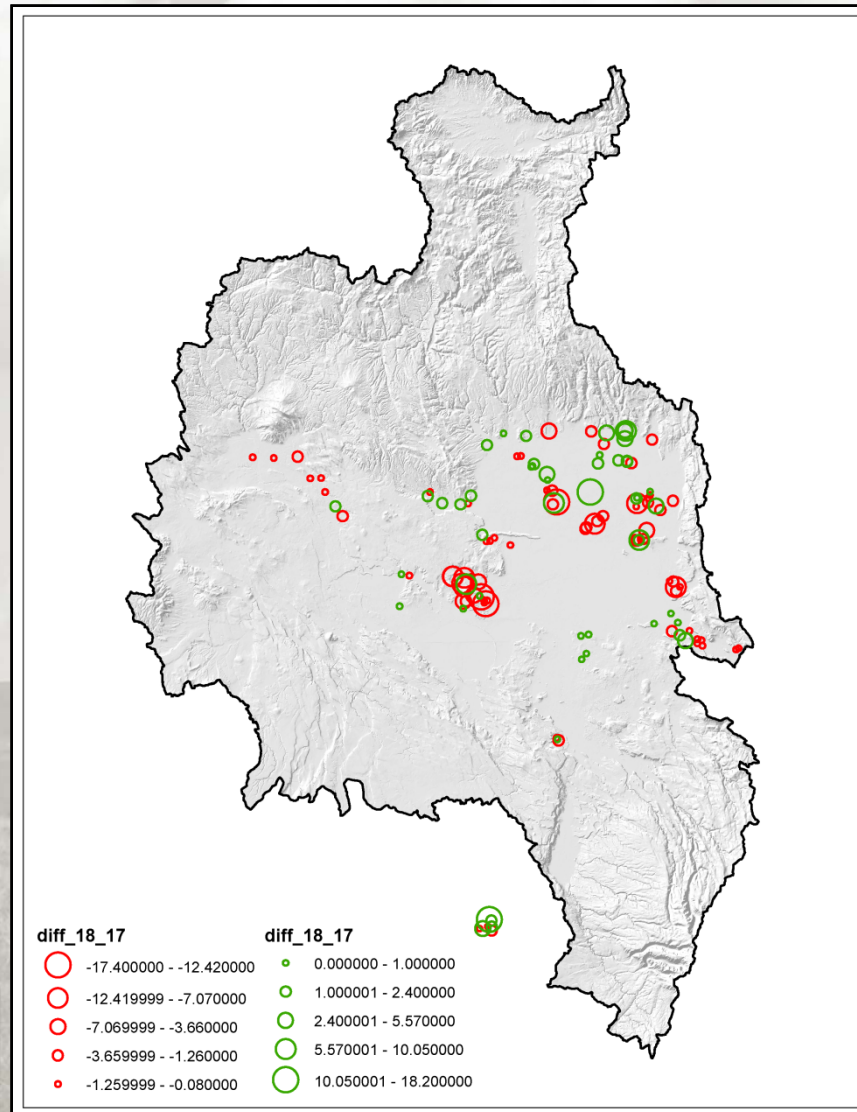 diff_18_17
-17.400000 - -12.420000
-12.419999 - -7.070000
-7.069999 - -3.660000
-3.659999 - -1.260000
-1.259999 - -0.080000
diff_18_17
0.000000 - 1.000000
1.000001 - 2.400000
2.400001 - 5.570000
5.570001 - 10.050000
10.050001 - 18.200000